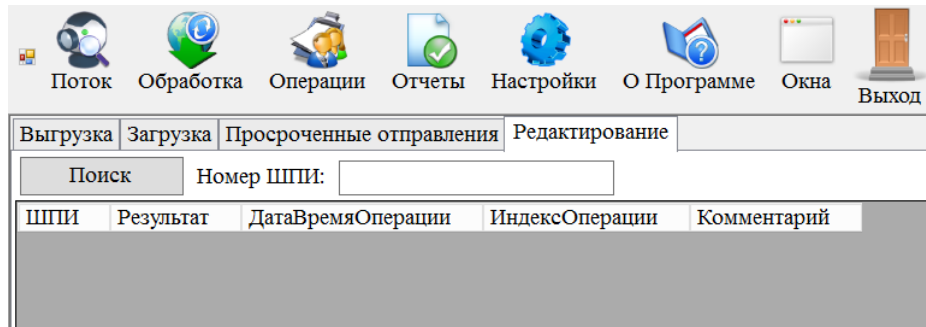 Поток Обработка Операции Отчеты Настройки О Программе Окна Выход
Выгрузка Загрузка Просроченные отправления Редактирование
Поиск Номер ШПИ:
ШПИ Результат ДатаВремяОперации ИндексОперации Комментарий